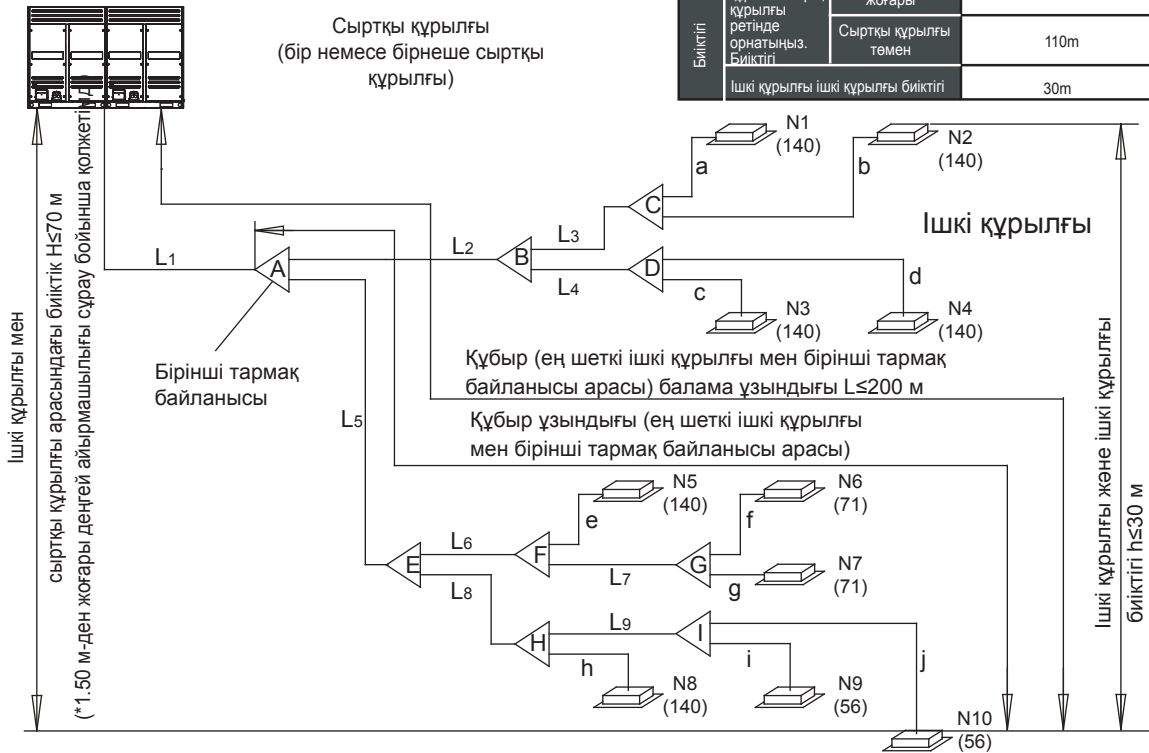 Сыртқы құрылғы
(бір немесе бірнеше сыртқы
құрылғы)
Биіктігі
құрылғы
ретінде
орнатыңыз.
Биіктігі
жоғары
Сыртқы құрылғы
төмен
110m
Ішкі құрылғы ішкі құрылғы биіктігі
30m
Ішкі құрылғы мен
сыртқы құрылғы арасындағы биіктік H≤70 м
(*1.50 м-ден жоғары деңгей айырмашылығы сұрау бойынша қолжетімд
N1
(140)
N2
(140)
a
b
C
Ішкі құрылғы
L3
L2
L1
A
B
L4
D
c
d
N3
(140)
N4
(140)
Бірінші тармақ
байланысы
Құбыр (ең шеткі ішкі құрылғы мен бірінші тармақ
байланысы арасы) балама ұзындығы L≤200 м
Құбыр ұзындығы (ең шеткі ішкі құрылғы
мен бірінші тармақ байланысы арасы)
L5
N5
(140)
N6
(71)
e
f
L6
F
G
E
L7
g
N7
(71)
L8
L9
H
I
h
i
j
N8
(140)
N9
(56)
N10
(56)
Ішкі құрылғы және ішкі құрылғы
биіктігі h≤30 м